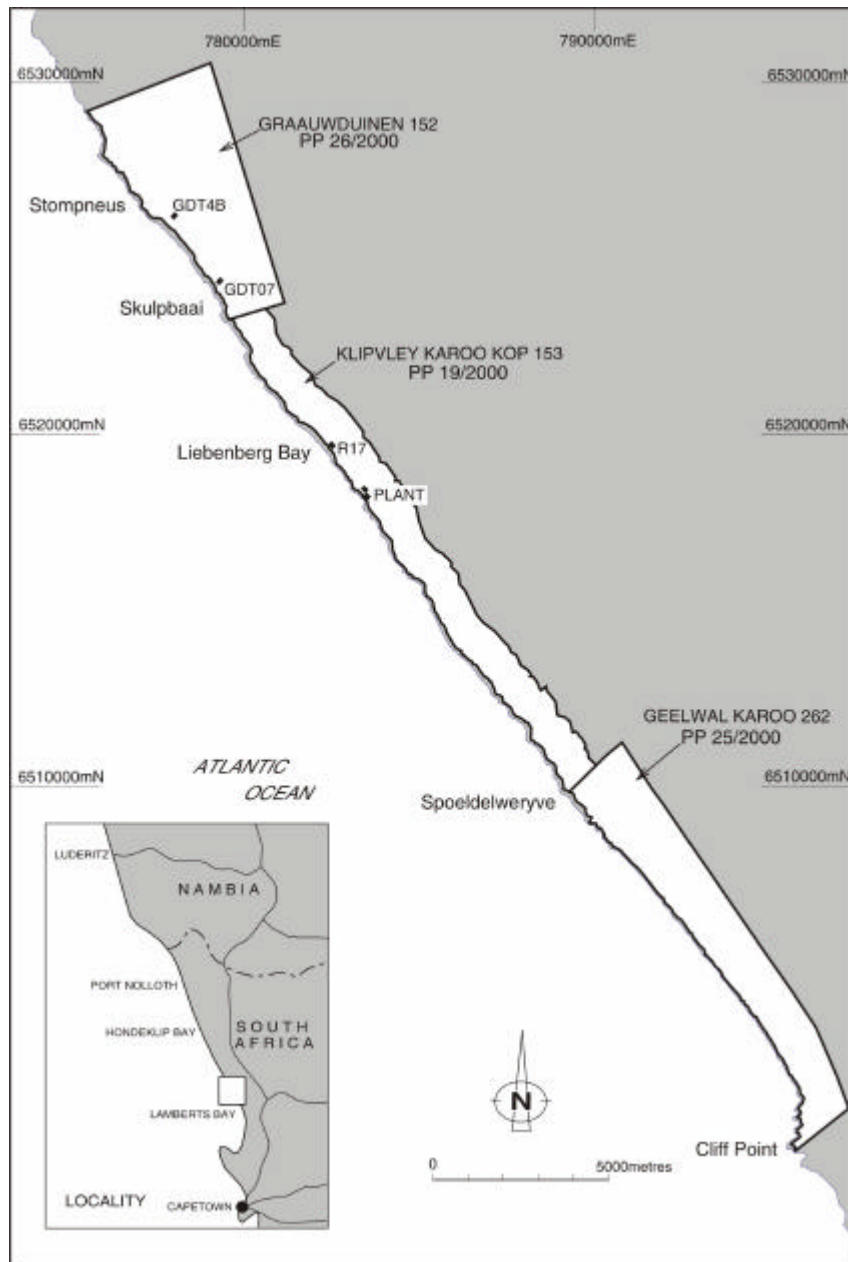 780000mE
790000mE
6530000mN
6530000mN
GRAAUWDUINEN 152
PP 26/2000
Stompneus
GDT4B
GDT07
Skulpbaai
KLIPVLEY KAROO KOP 153
PP 19/2000
6520000mN
6520000mN
Liebenberg Bay
R17
PLANT
GEELWAL KAROO 262
PP 25/2000
ATLANTIC
OCEAN
6510000mN
6510000mN
Spoeldelweryve
LUDERITZ
NAMBIA
PORT NOLLOTH
HONDEKLIP BAY
SOUTH
AFRICA
LAMBERTS BAY
N
Cliff Point
0
5000metres
LOCALITY
CAPETOWN